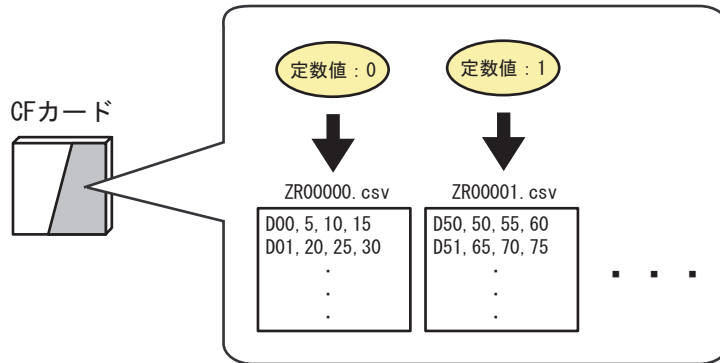 CFカード
定数値：0
定数値：1
ZR00000.csv
D00, 5, 10, 15
D01, 20, 25, 30
ZR00001.csv
D50, 50, 55, 60
D51, 65, 70, 75